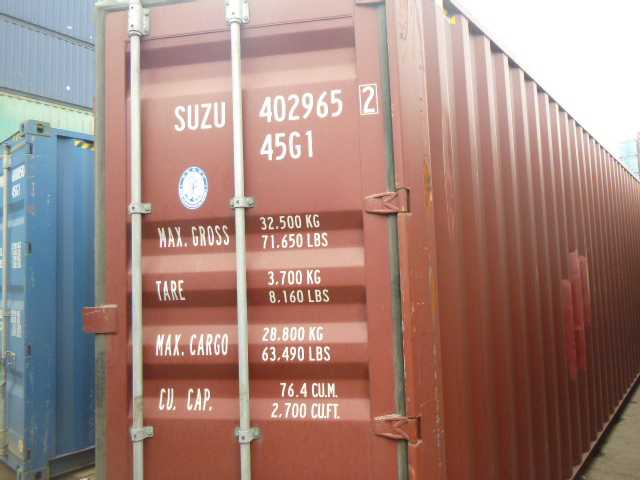 SUZU 402965 2
45G1
MAX. GROSS 32.500 KG
71.650 LBS
TARE 3.700 KG
8.160 LBS
MAX. CARGO 28.800 KG
63.490 LBS
CU. CAP. 76.4 CU.M.
2.700 CU.FT.
45G1